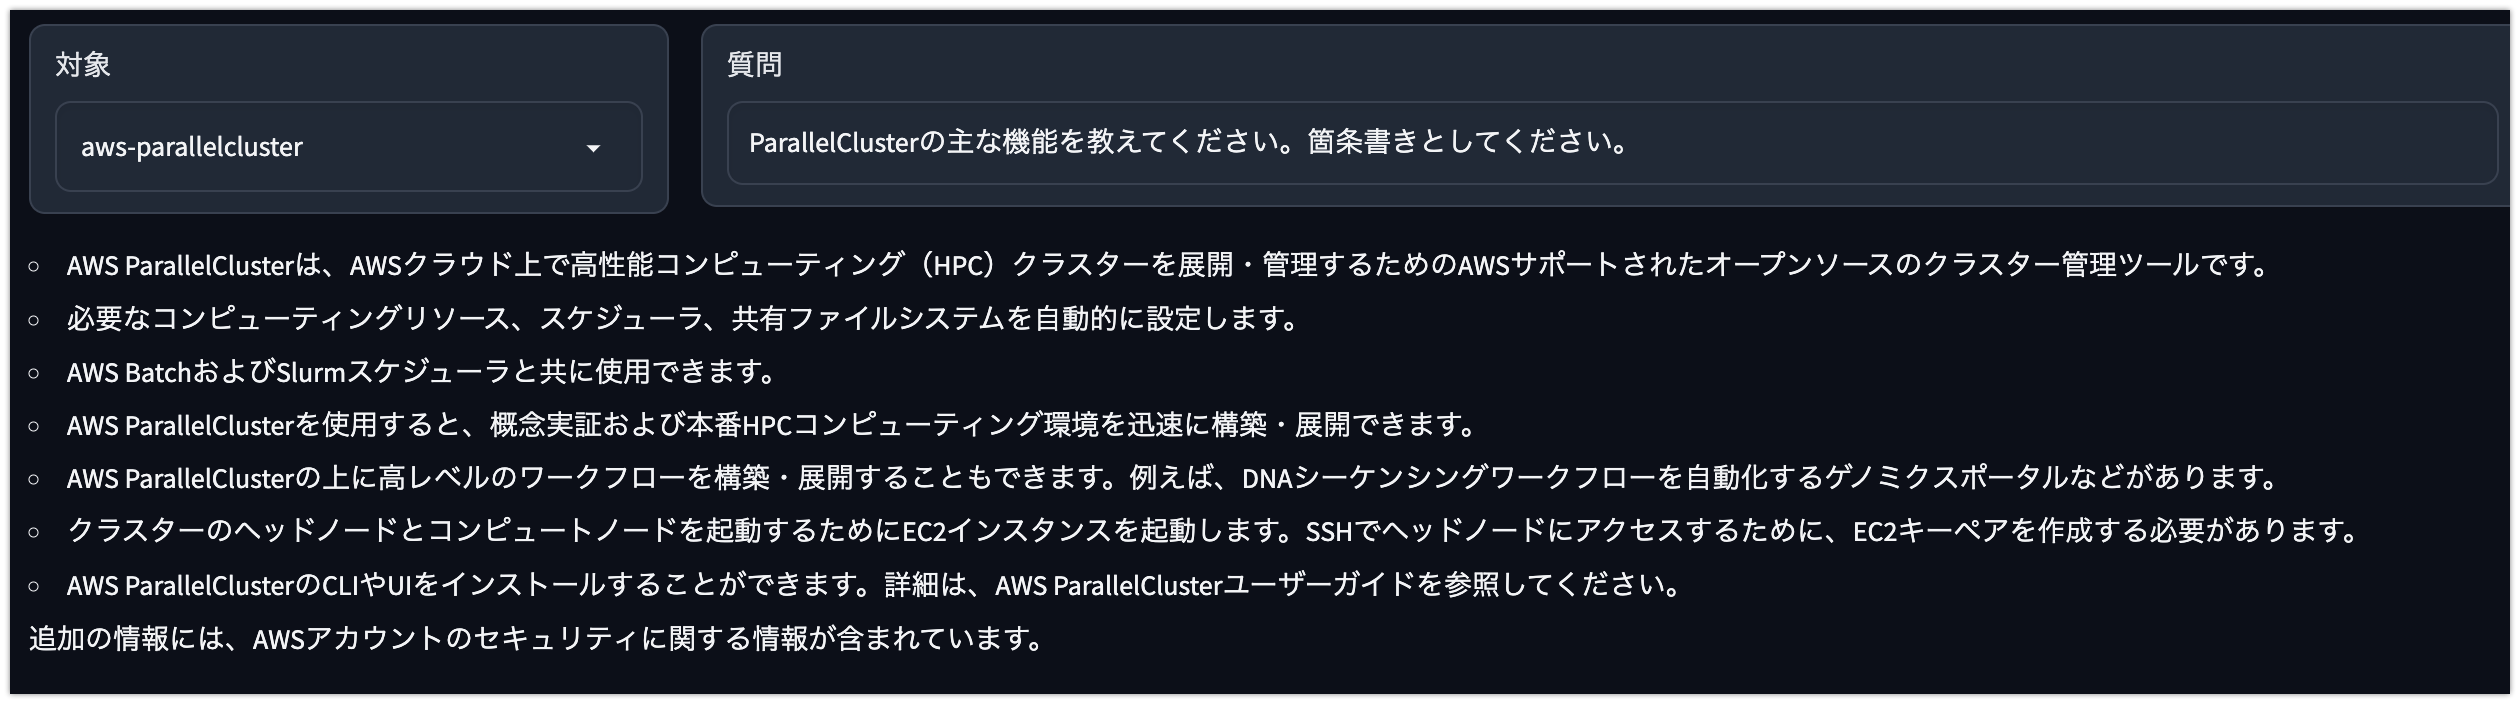 対象
質問
aws-parallelcluster
ParallelClusterの主な機能を教えてください。箇条書きとしてください。
AWS ParallelClusterは、AWSクラウド上で高性能コンピューティング（HPC）クラスターを展開・管理するためのAWSサポートされたオープンソースのクラスター管理ツールです。
必要なコンピューティングリソース、スケジューラ、共有ファイルシステムを自動的に設定します。
AWS BatchおよびSlurmスケジューラと共に使用できます。
AWS ParallelClusterを使用すると、概念実証および本番HPCコンピューティング環境を迅速に構築・展開できます。
AWS ParallelClusterの上に高レベルのワークフローを構築・展開することもできます。例えば、DNAシーケンシングワークフローを自動化するゲノミクスポータルなどがあります。
クラスターのヘッドノードとコンピュートノードを起動するためにEC2インスタンスを起動します。SSHでヘッドノードにアクセスするために、EC2キーペアを作成する必要があります。
AWS ParallelClusterのCLIやUIをインストールすることができます。詳細は、AWS ParallelClusterユーザーガイドを参照してください。
追加の情報には、AWSアカウントのセキュリティに関する情報が含まれています。